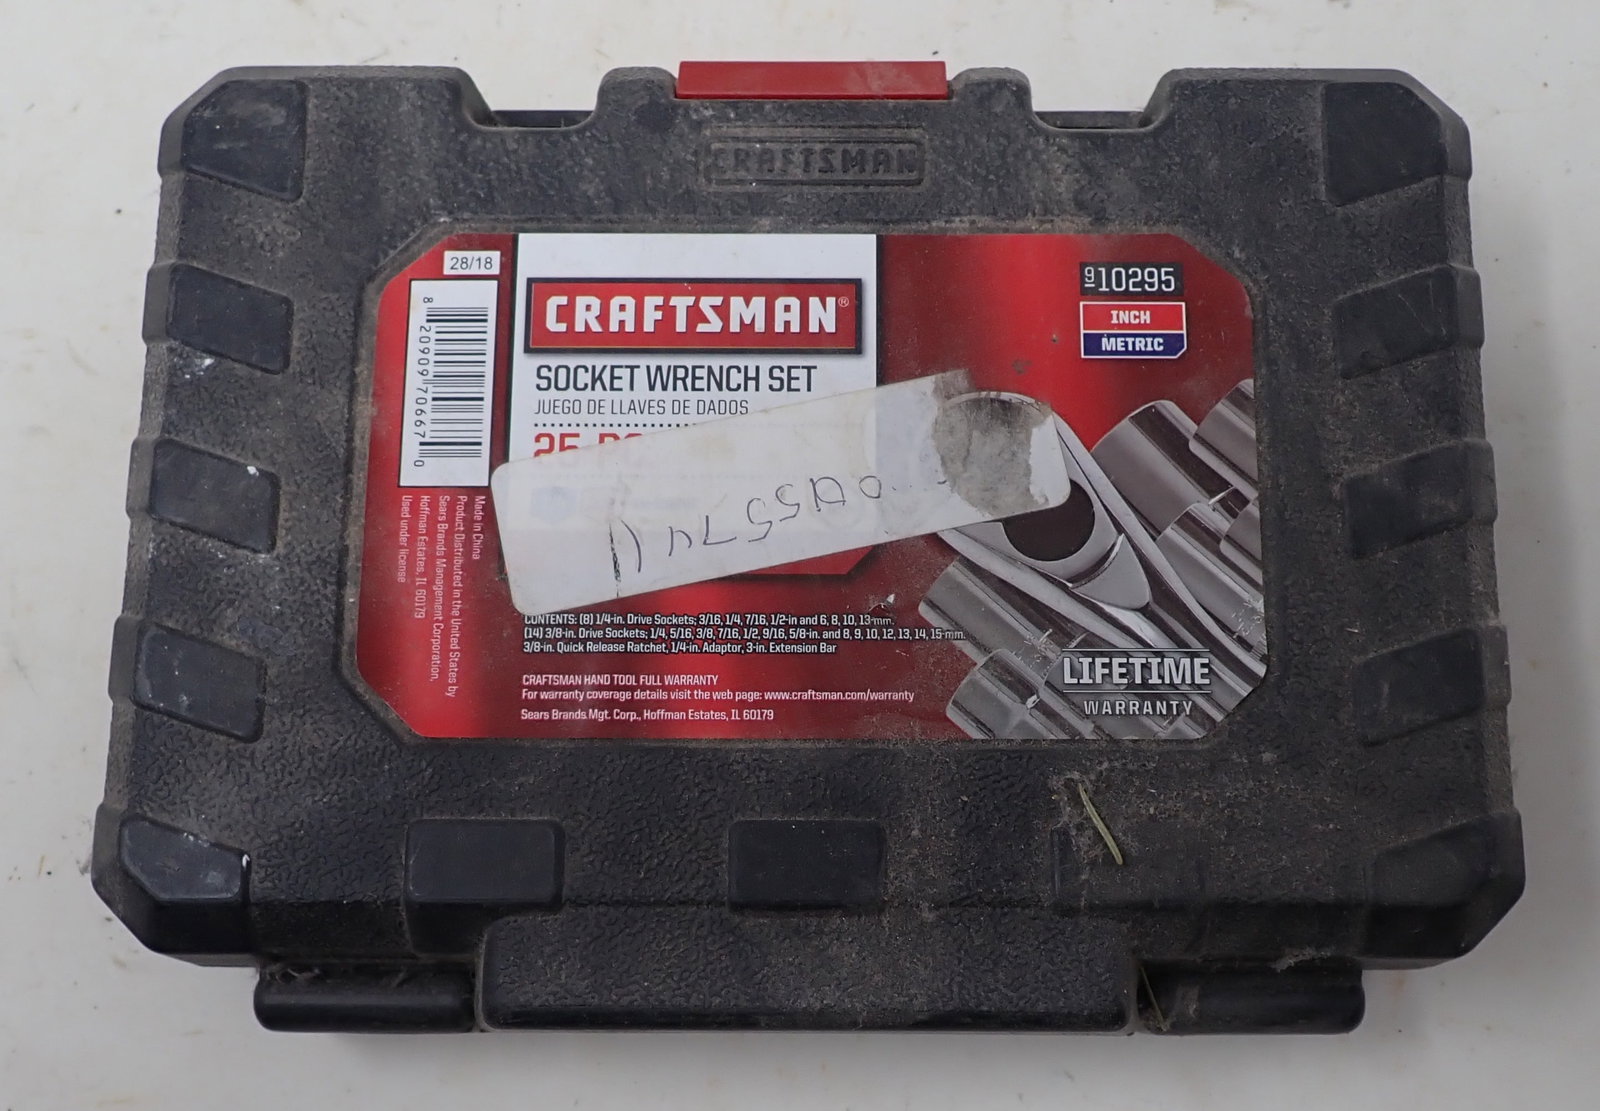 CRAFTSMAN
28/18
8 20909 70667 0
Made in China
Product Distributed in the United States by
Sears Brands Management Corporation,
Hoffman Estates, IL 60179
Used under license
CRAFTSMAN®
SOCKET WRENCH SET
JUEGO DE LLAVES DE DADOS
25
910295
INCH
METRIC
CONTENTS: (8) 1/4-in. Drive Sockets; 3/16, 1/4, 7/16, 1/2-in and 6, 8, 10, 13-mm.
(14) 3/8-in. Drive Sockets; 1/4, 5/16, 3/8, 7/16, 1/2, 9/16, 5/8-in. and 8, 9, 10, 12, 13, 14, 15-mm.
3/8-in. Quick Release Ratchet, 1/4-in. Adaptor, 3-in. Extension Bar
CRAFTSMAN HAND TOOL FULL WARRANTY
For warranty coverage details visit the web page: www.craftsman.com/warranty
Sears Brands Mgt. Corp., Hoffman Estates, IL 60179
LIFETIME
WARRANTY